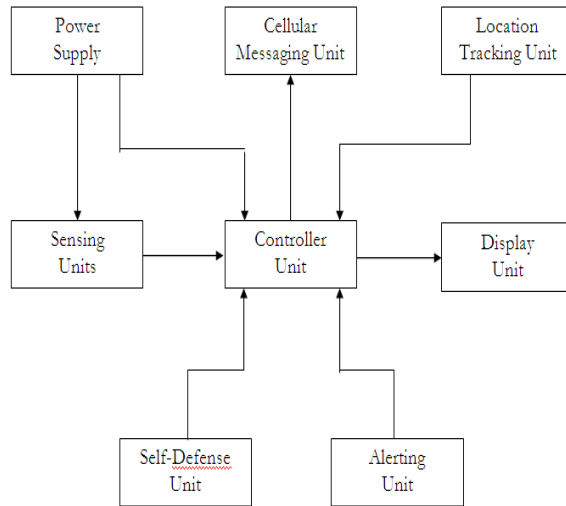 Power
Supply
Cellular
Messaging Unit
Location
Tracking Unit
Sensing
Units
Controller
Unit
Display
Unit
Self-Defense
Unit
Alerting
Unit